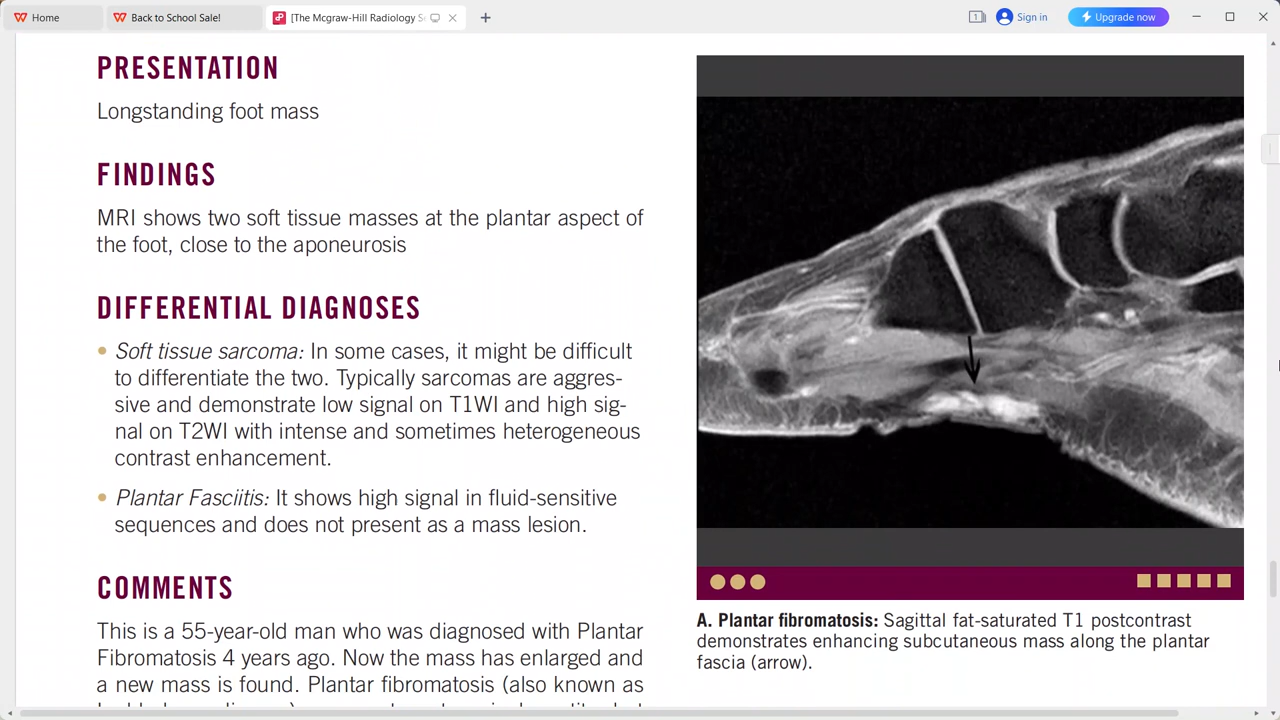 Home
Back to School Sale!
[The Mcgraw-Hill Radiology S
1
Sign in
Upgrade now
PRESENTATION
Longstanding foot mass
FINDINGS
MRI shows two soft tissue masses at the plantar aspect of
the foot, close to the aponeurosis
DIFFERENTIAL DIAGNOSES
• Soft tissue sarcoma: In some cases, it might be difficult
to differentiate the two. Typically sarcomas are aggres-
sive and demonstrate low signal on T1WI and high sig-
nal on T2WI with intense and sometimes heterogeneous
contrast enhancement.
• Plantar Fasciitis: It shows high signal in fluid-sensitive
sequences and does not present as a mass lesion.
COMMENTS
This is a 55-year-old man who was diagnosed with Plantar
Fibromatosis 4 years ago. Now the mass has enlarged and
a new mass is found. Plantar fibromatosis (also known as
A. Plantar fibromatosis: Sagittal fat-saturated T1 postcontrast
demonstrates enhancing subcutaneous mass along the plantar
fascia (arrow).